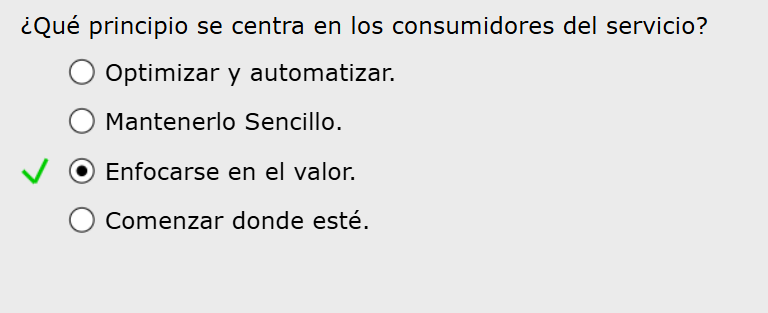 ¿Qué principio se centra en los consumidores del servicio?
Optimizar y automatizar.
Mantenerlo Sencillo.
Enfocarse en el valor.
Comenzar donde esté.